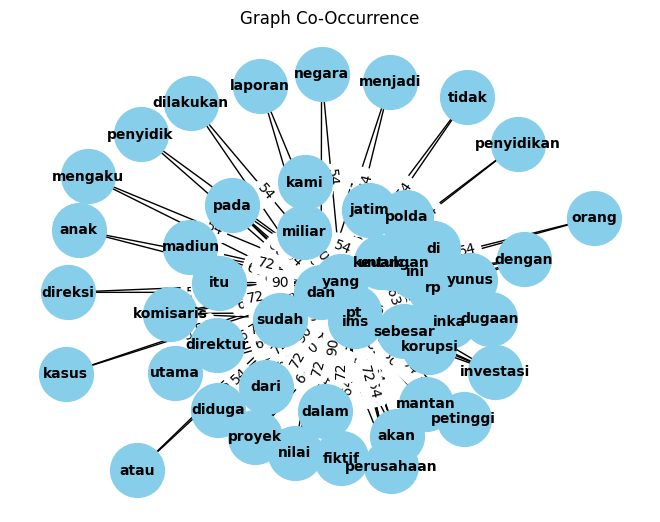 Graph Co-Occurrence
negara
menjadi
laporan
tidak
dilakukan
penyidik
penyidikan
mengaku
kami
54
54
54
pada
jatim
polda
orang
anak
miliar
madiun
54
di
54
dengan
72
keuangan
ini
itu
90
yang
yunus
rp
direksi
dan
72
komisaris
pt
sudah
ims
inka
dugaan
sebesar
direktur
korupsi
90
kasus
utama
54
72
72
72
72
investasi
dari
mantan
diduga
dalam
petinggi
proyek
akan
nilai
fiktif
perusahaan
atau